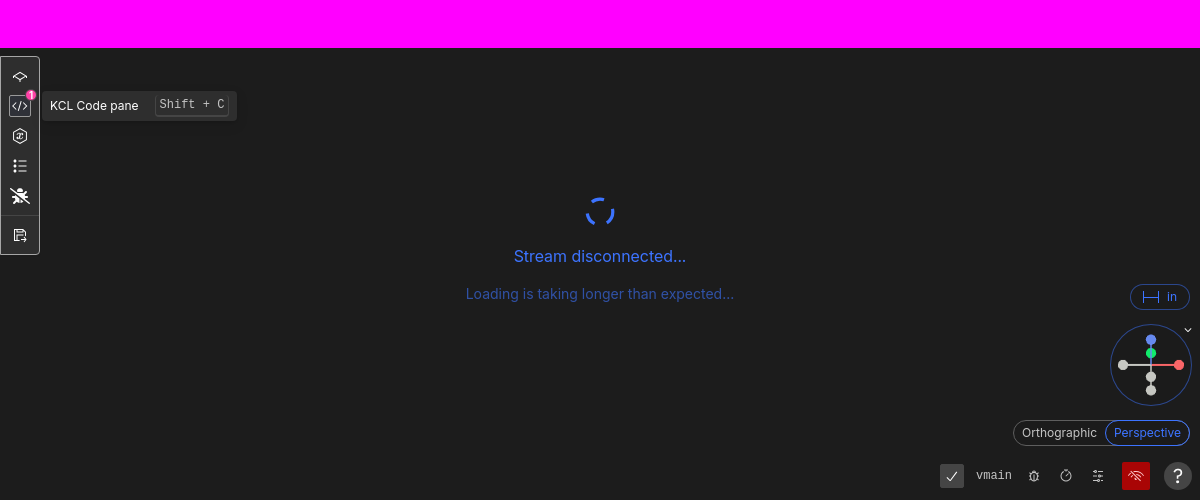 1
KCL Code pane Shift + C
Stream disconnected...
Loading is taking longer than expected...
in
Orthographic Perspective
vmain
?